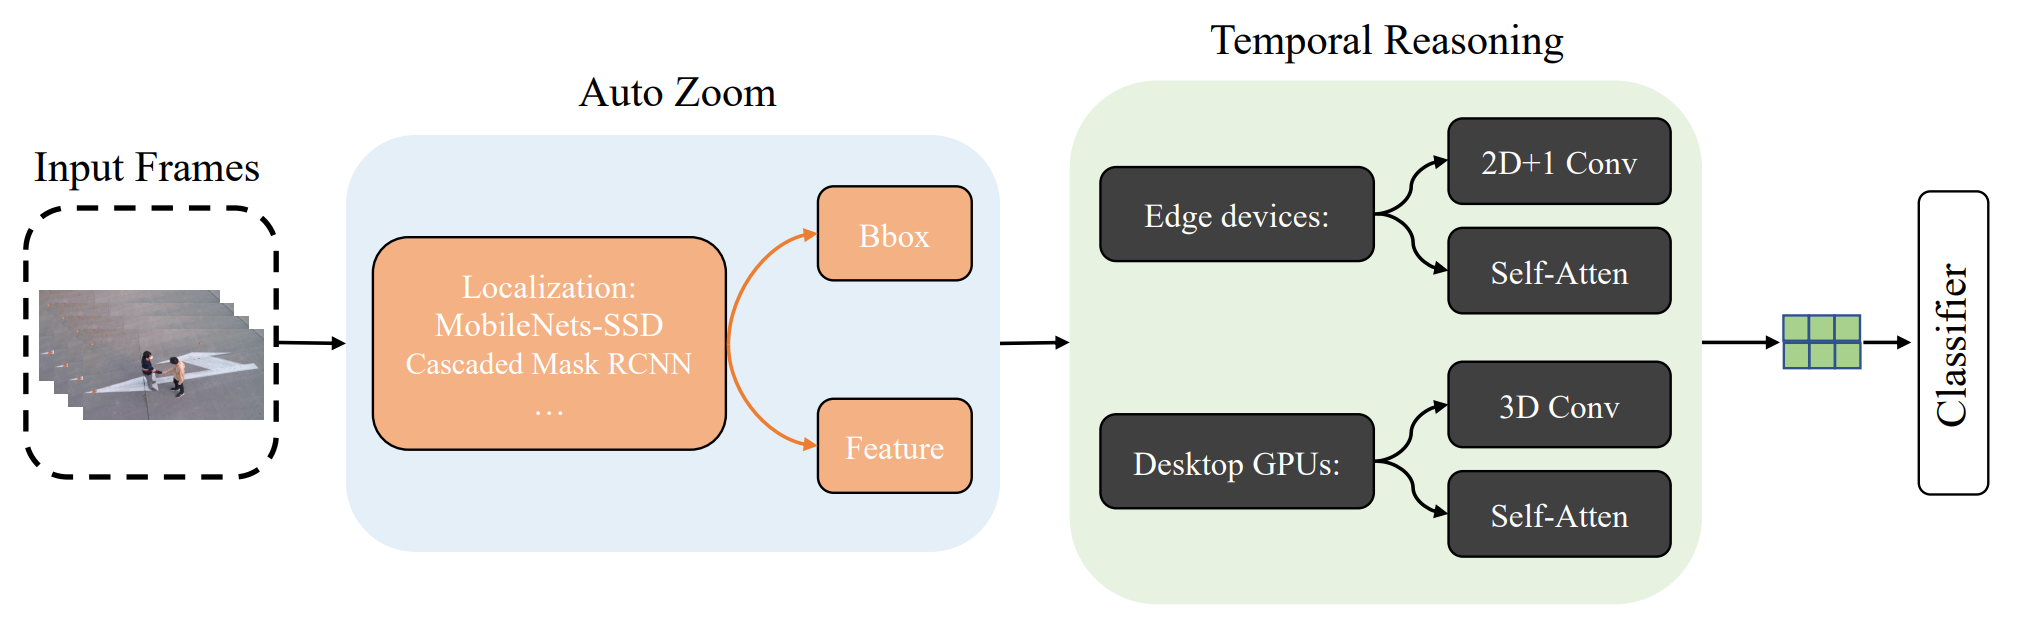 Input Frames
Auto Zoom
Localization:
MobileNets-SSD
Cascaded Mask RCNN
...
Bbox
Feature
Temporal Reasoning
Edge devices:
2D+1 Conv
Self-Atten
Desktop GPUs:
3D Conv
Self-Atten
Classifier